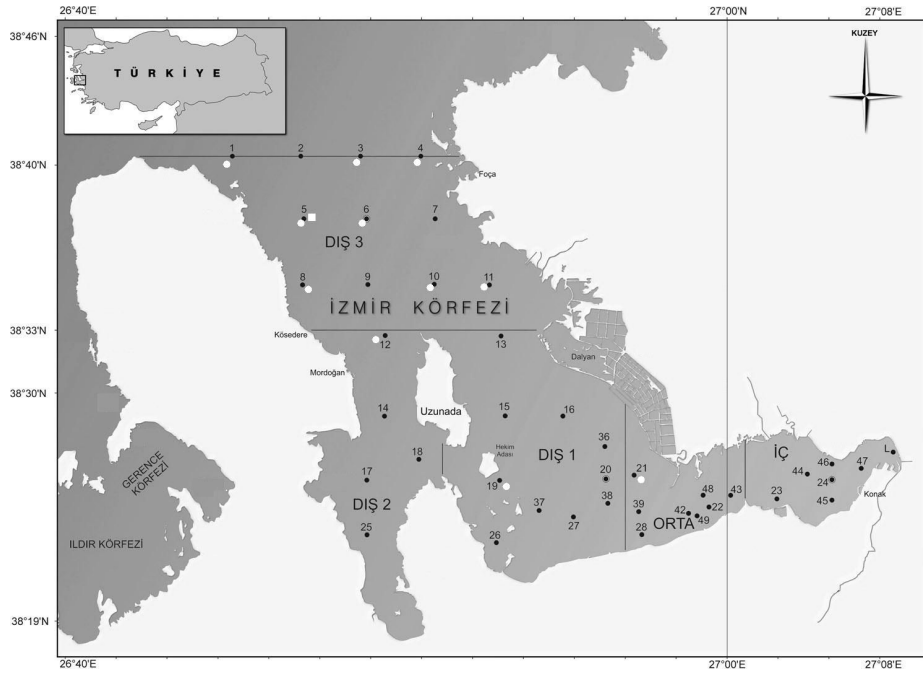 26°40'E
27°00'E
27°08'E
38°46'N
KUZEY
TÜRKİYE
38°40'N
1
2
3
4
Foça
5
6
7
DIŞ 3
8
9
10
11
İZMİR KÖRFEZİ
38°33'N
Kösedere
12
13
Dalyan
Mordoğan
38°30'N
Uzunada
14
15
16
36
DIŞ 1
İÇ
L
GERENCE
KÖRFEZİ
18
Hekim
Adası
17
19
20
21
44
46
47
24
Konak
DIŞ 2
48
43
23
45
37
38
39
42
22
49
27
ORTA
25
26
28
ILDIR KÖRFEZİ
38°19'N
26°40'E
27°00'E
27°08'E